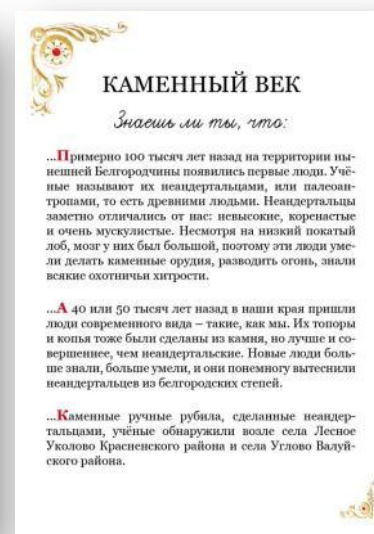 КАМЕННЫЙ ВЕК
Знаешь ли ты, что:
...Примерно 100 тысяч лет назад на территории ны-
нешней Белгородчины появились первые люди. Учё-
ные называют их неандертальцами, или палеоан-
тропами, то есть древними людьми. Неандертальцы
заметно отличались от нас: невысокие, коренастые
и очень мускулистые. Несмотря на низкий покатый
лоб, мозг у них был большой, поэтому эти люди уме-
ли делать каменные орудия, разводить огонь, знали
всякие охотничьи хитрости.
...А 40 или 50 тысяч лет назад в наши края пришли
люди современного вида – такие, как мы. Их топоры
и копья тоже были сделаны из камня, но лучше и со-
вершеннее, чем неандертальские. Новые люди боль-
ше знали, больше умели, и они понемногу вытеснили
неандертальцев из белгородских степей.
...Каменные ручные рубила, сделанные неандер-
тальцами, учёные обнаружили возле села Лесное
Уколово Красненского района и села Углово Валуй-
ского района.